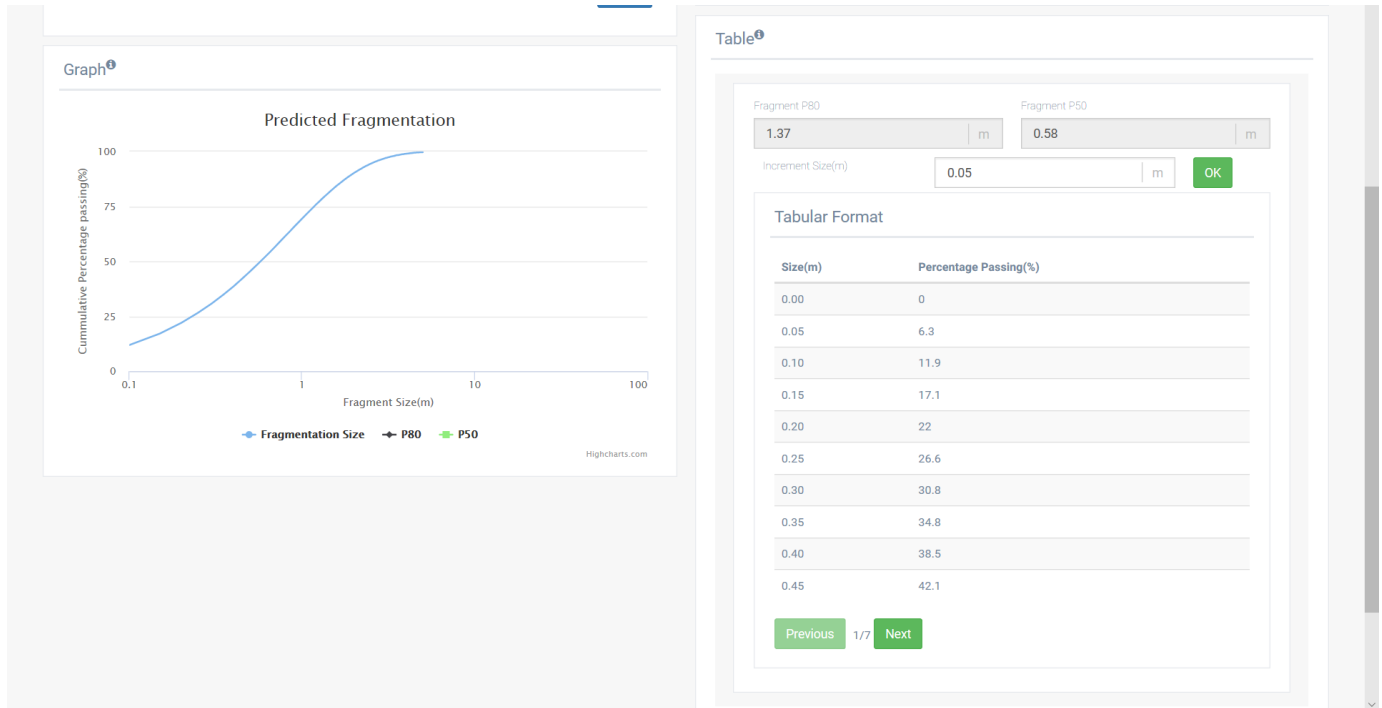 Graph
Predicted Fragmentation
Cummulative Percentage passing(%)
100
75
50
25
0
0.1 1 10 100
Fragment Size(m)
Fragmentation Size P80 P50
Highcharts.com
Table
Fragment P80 Fragment P50
1.37 m 0.58 m
Increment Size(m) 0.05 m OK
Tabular Format
Size(m) Percentage Passing(%)
0.00 0
0.05 6.3
0.10 11.9
0.15 17.1
0.20 22
0.25 26.6
0.30 30.8
0.35 34.8
0.40 38.5
0.45 42.1
Previous 1/7 Next